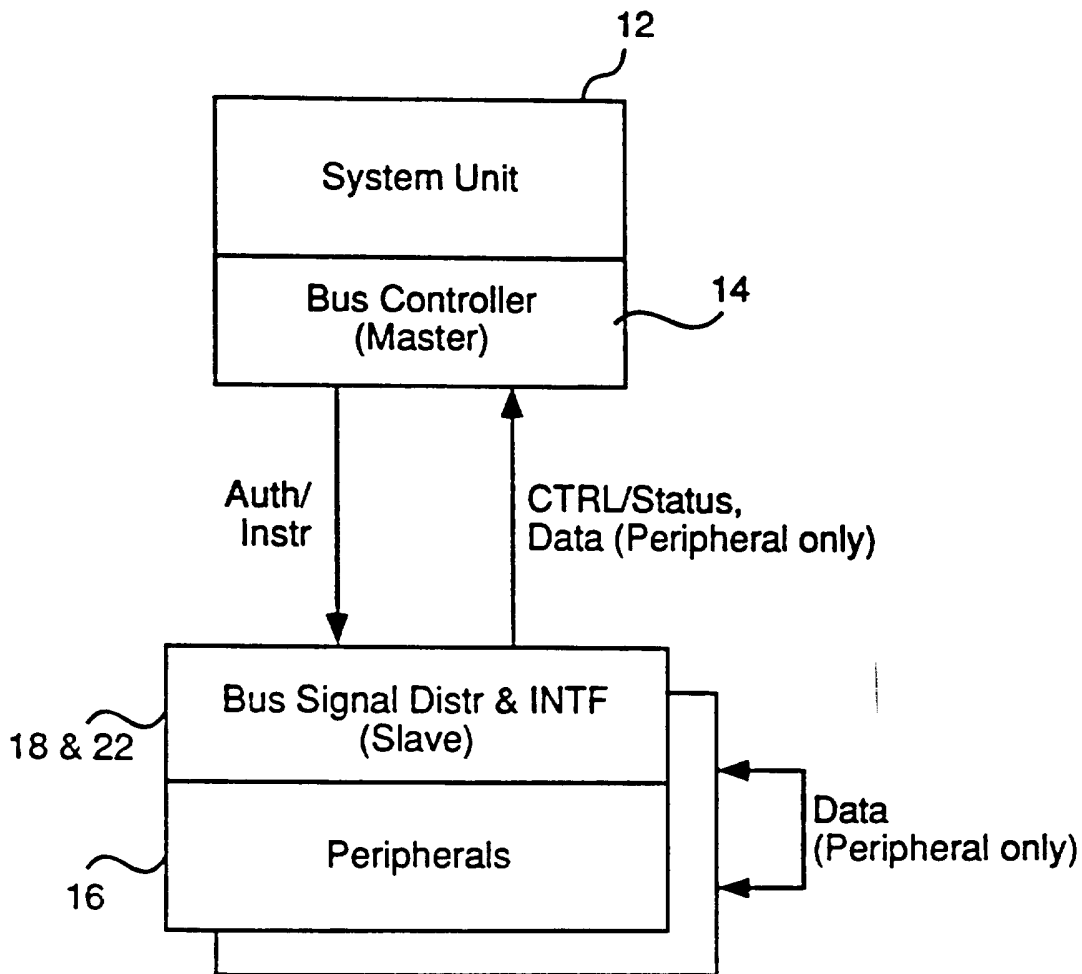 12
System Unit
Bus Controller
(Master)
14
Auth/
Instr
CTRL/Status,
Data (Peripheral only)
Bus Signal Distr & INTF
(Slave)
18 & 22
Peripherals
16
Data
(Peripheral only)